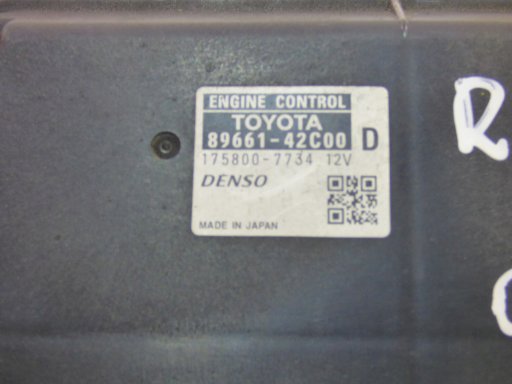 ENGINE CONTROL
TOYOTA
89661-42C00 D
175800-7734 12V
DENSO
MADE IN JAPAN
R